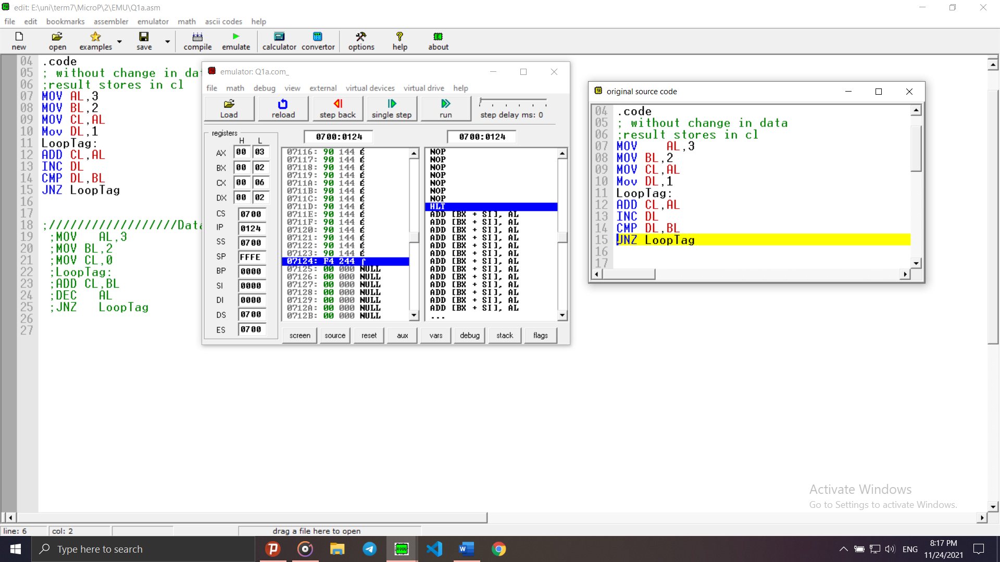 edit: E:\uni\term7\MicroP\2\EMU\Q1a.asm
file edit bookmarks assembler emulator math ascii codes help
new open examples save compile emulate calculator convertor options help about
04 .code
05 ; without change in dat
06 ;result stores in cl
07 MOV AL,3
08 MOV BL,2
09 MOV CL,AL
10 Mov DL,1
11 LoopTag:
12 ADD CL,AL
13 INC DL
14 CMP DL,BL
15 JNZ LoopTag
16
17
18 ;//////////////////Data
19 ;MOV AL,3
20 ;MOV BL,2
21 ;MOV CL,0
22 ;LoopTag:
23 ;ADD CL,BL
24 ;DEC AL
25 ;JNZ LoopTag
26
27
emulator: Q1a.com_
file math debug view external virtual devices virtual drive help
Load reload step back single step run step delay ms: 0
registers
H L
AX 00 03
BX 00 02
CX 00 06
DX 00 02
CS 0700
IP 0124
SS 0700
SP FFFE
BP 0000
SI 0000
DI 0000
DS 0700
ES 0700
0700:0124
07116: 90 144 É
07117: 90 144 É
07118: 90 144 É
07119: 90 144 É
0711A: 90 144 É
0711B: 90 144 É
0711C: 90 144 É
0711D: 90 144 É
0711E: 90 144 É
0711F: 90 144 É
07120: 90 144 É
07121: 90 144 É
07122: 90 144 É
07123: 90 144 É
07124: F4 244 ⌠
07125: 00 000 NULL
07126: 00 000 NULL
07127: 00 000 NULL
07128: 00 000 NULL
07129: 00 000 NULL
0712A: 00 000 NULL
0712B: 00 000 NULL
0700:0124
NOP
NOP
NOP
NOP
NOP
NOP
NOP
HLT
ADD [BX + SI], AL
ADD [BX + SI], AL
ADD [BX + SI], AL
ADD [BX + SI], AL
ADD [BX + SI], AL
ADD [BX + SI], AL
ADD [BX + SI], AL
ADD [BX + SI], AL
ADD [BX + SI], AL
ADD [BX + SI], AL
ADD [BX + SI], AL
ADD [BX + SI], AL
ADD [BX + SI], AL
...
screen source reset aux vars debug stack flags
original source code
04 .code
05 ; without change in data
06 ;result stores in cl
07 MOV AL,3
08 MOV BL,2
09 MOV CL,AL
10 Mov DL,1
11 LoopTag:
12 ADD CL,AL
13 INC DL
14 CMP DL,BL
15 JNZ LoopTag
16
17
Activate Windows
Go to Settings to activate Windows.
line: 6 col: 2 drag a file here to open
Type here to search
ENG
8:17 PM
11/24/2021